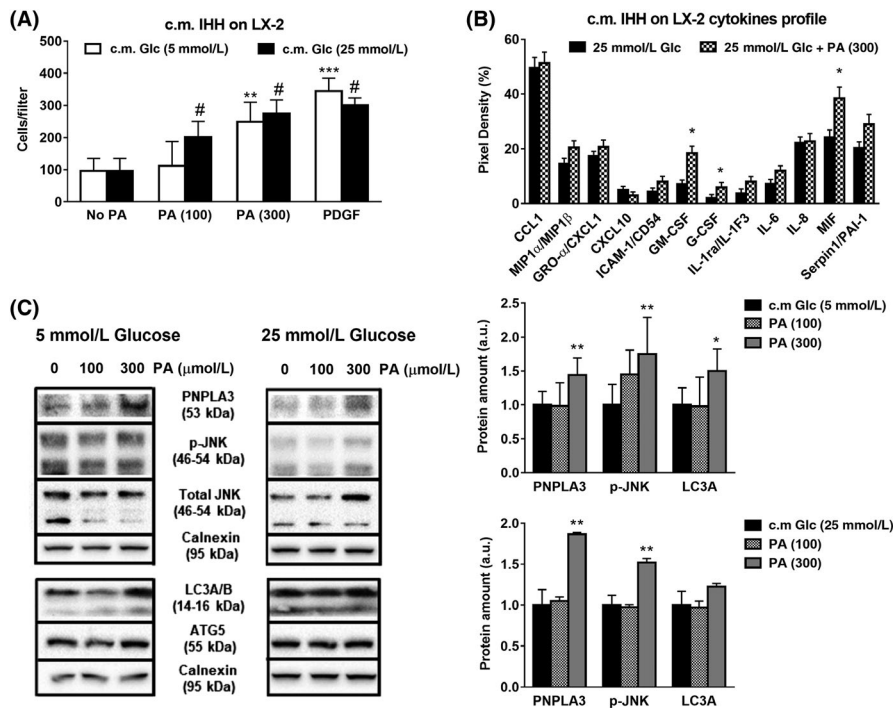 (A)
c.m. IHH on LX-2
c.m. Glc (5 mmol/L)
c.m. Glc (25 mmol/L)
Cells/filter
500
400
300
200
100
0
#
**
#
***
#
No PA
PA (100)
PA (300)
PDGF
(B)
c.m. IHH on LX-2 cytokines profile
25 mmol/L Glc
25 mmol/L Glc + PA (300)
Pixel Density (%)
60
40
20
0
*
*
*
CCL1
MIP1α/MIP1β
GRO-α/CXCL1
CXCL10
ICAM-1/CD54
GM-CSF
G-CSF
IL-1ra/IL-1F3
IL-6
IL-8
MIF
Serpin1/PAI-1
(C)
5 mmol/L Glucose
25 mmol/L Glucose
0 100 300 PA (μmol/L) 0 100 300
PNPLA3
(53 kDa)
p-JNK
(46-54 kDa)
Total JNK
(46-54 kDa)
Calnexin
(95 kDa)
LC3A/B
(14-16 kDa)
ATG5
(55 kDa)
Calnexin
(95 kDa)
Protein amount (a.u.)
2.5
2.0
1.5
1.0
0.5
0.0
**
**
*
PNPLA3
p-JNK
LC3A
c.m Glc (5 mmol/L)
PA (100)
PA (300)
Protein amount (a.u.)
2.0
1.5
1.0
0.5
0.0
**
**
PNPLA3
p-JNK
LC3A
c.m Glc (25 mmol/L)
PA (100)
PA (300)